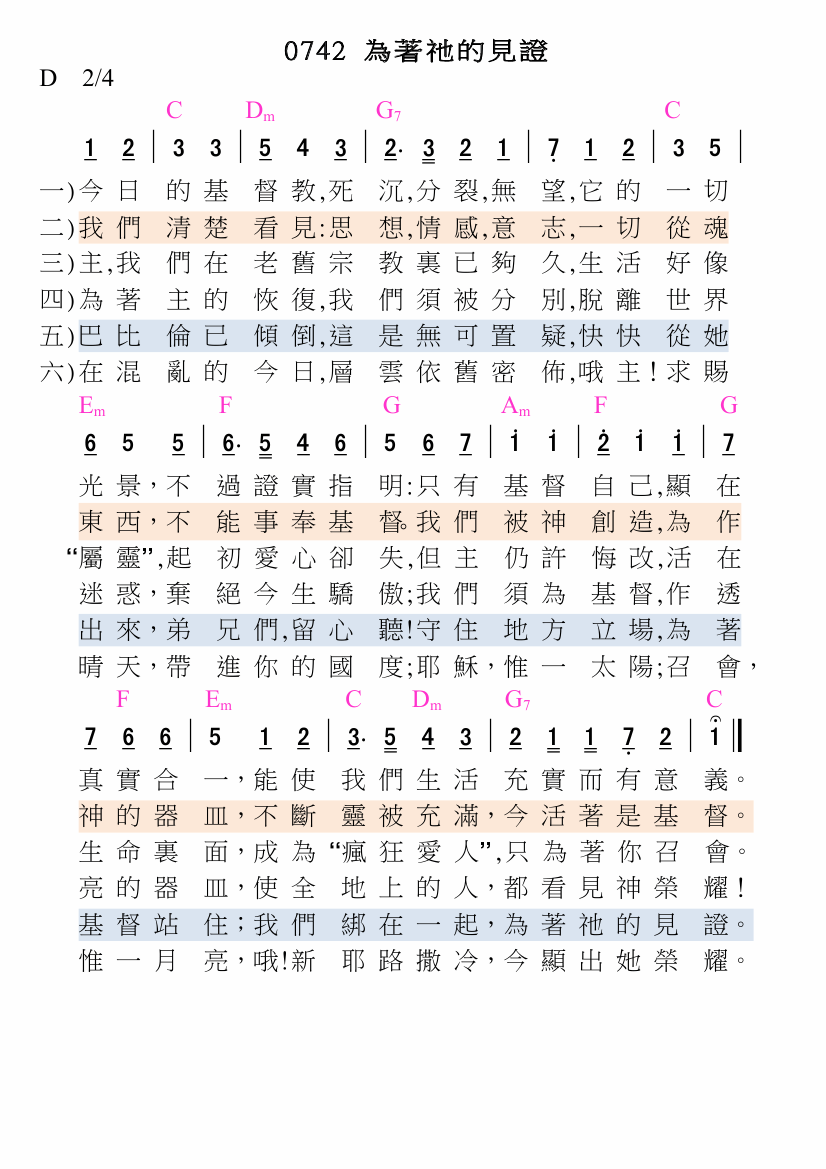 0742 為著祂的見證
D 2/4
C Dm G7 C
1 2 | 3 3 | 5 4 3 | 2· 3 2 1 | 7 1 2 | 3 5 |
一)今日的基督教,死沉,分裂,無望,它的一切
二)我們清楚看見:思想,情感,意志,一切從魂
三)主,我們在老舊宗教裏已夠久,生活好像
四)為著主的恢復,我們須被分別,脫離世界
五)巴比倫已傾倒,這是無可置疑,快快從她
六)在混亂的今日,層雲依舊密佈,哦主!求賜
Em F G Am F G
6 5 5 | 6· 5 4 6 | 5 6 7 | 1 1 | 2 1 1 | 7
光景，不過證實指明:只有基督自己,顯在
東西，不能事奉基督。我們被神創造,為作
“屬靈”,起初愛心卻失,但主仍許悔改,活在
迷惑，棄絕今生驕傲;我們須為基督,作透
出來，弟兄們,留心聽!守住地方立場,為著
晴天，帶進你的國度;耶穌，惟一太陽;召會，
F Em C Dm G7 C
7 6 6 | 5 1 2 | 3· 5 4 3 | 2 1 1 7 2 | 1 ‖
真實合一，能使我們生活充實而有意義。
神的器皿，不斷靈被充滿，今活著是基督。
生命裏面，成為“瘋狂愛人”,只為著你召會。
亮的器皿，使全地上的人，都看見神榮耀!
基督站住；我們綁在一起，為著祂的見證。
惟一月亮，哦!新耶路撒冷，今顯出她榮耀。